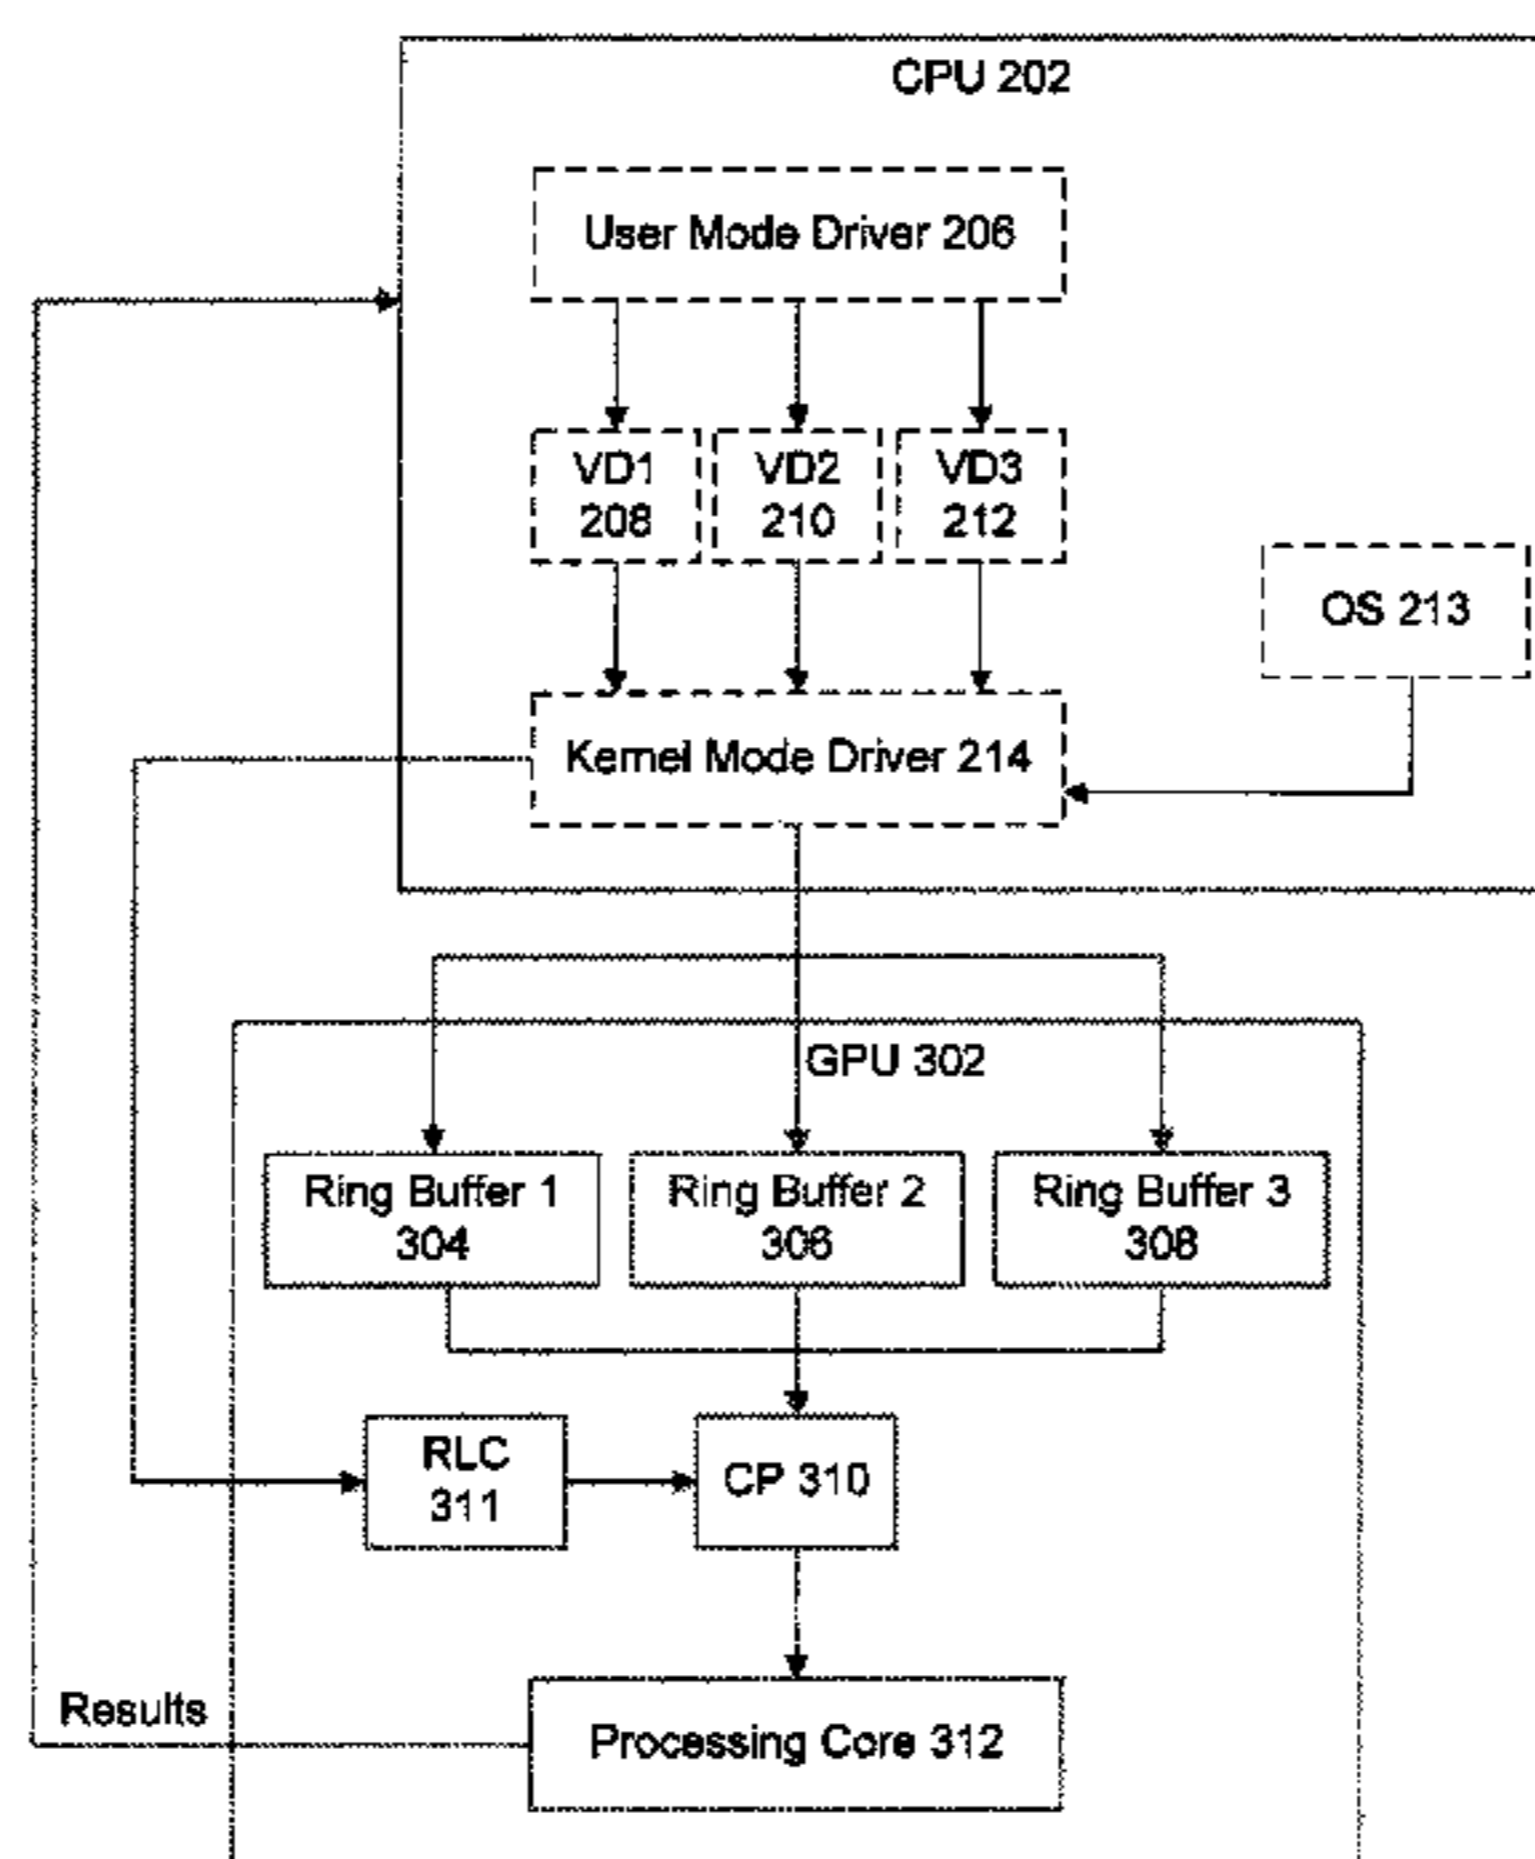 CPU 202
User Mode Driver 206
VD1
208
VD2
210
VD3
212
OS 213
Kernel Mode Driver 214
GPU 302
Ring Buffer 1
304
Ring Buffer 2
306
Ring Buffer 3
308
RLC
311
CP 310
Results
Processing Core 312